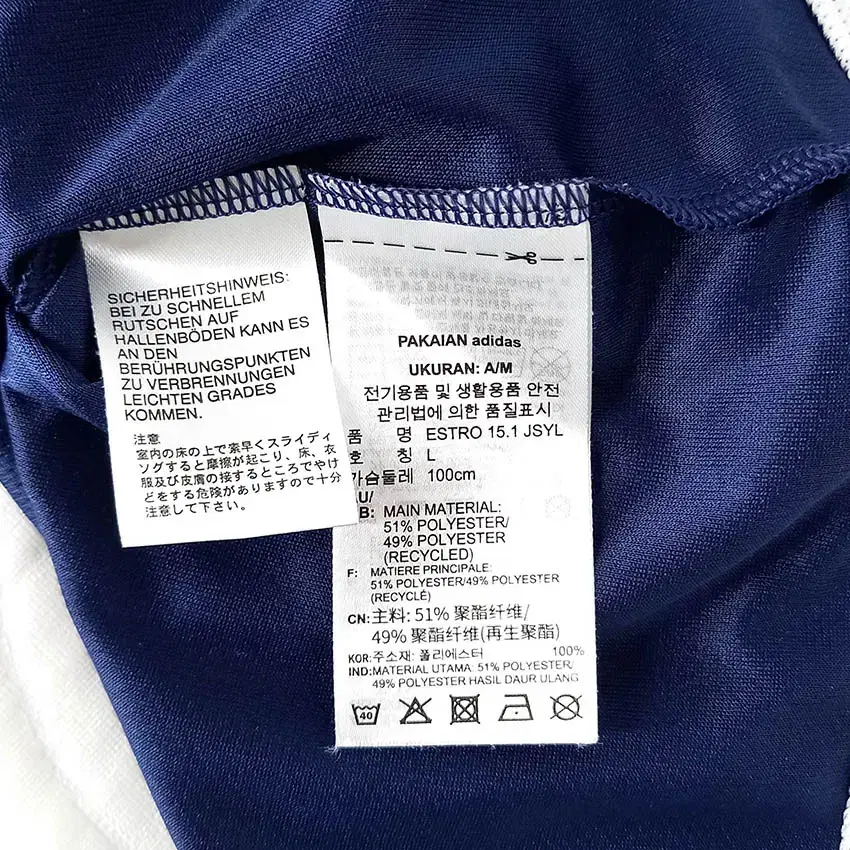 SICHERHEITSHINWEIS:
BEI ZU SCHNELLEM
RUTSCHEN AUF
HALLENBÖDEN KANN ES
AN DEN
BERÜHRUNGSPUNKTEN
ZU VERBRENNUNGEN
LEICHTEN GRADES
KOMMEN.
注意
室内の床の上で素早くスライディ
ングすると摩擦が起こり、床、衣
服及び皮膚の接するところでやけ
どをする危険がありますので十分
注意して下さい。
PAKAIAN adidas
UKURAN: A/M
전기용품 및 생활용품 안전
관리법에 의한 품질표시
품 명 ESTRO 15.1 JSYL
호 칭 L
가슴둘레 100cm
AU/
GB: MAIN MATERIAL:
51% POLYESTER/
49% POLYESTER
(RECYCLED)
F: MATIERE PRINCIPALE:
51% POLYESTER/49% POLYESTER
(RECYCLÉ)
CN:主料: 51% 聚酯纤维/
49% 聚酯纤维(再生聚酯)
KOR:주소재: 폴리에스터 100%
IND:MATERIAL UTAMA: 51% POLYESTER/
49% POLYESTER HASIL DAUR ULANG
40